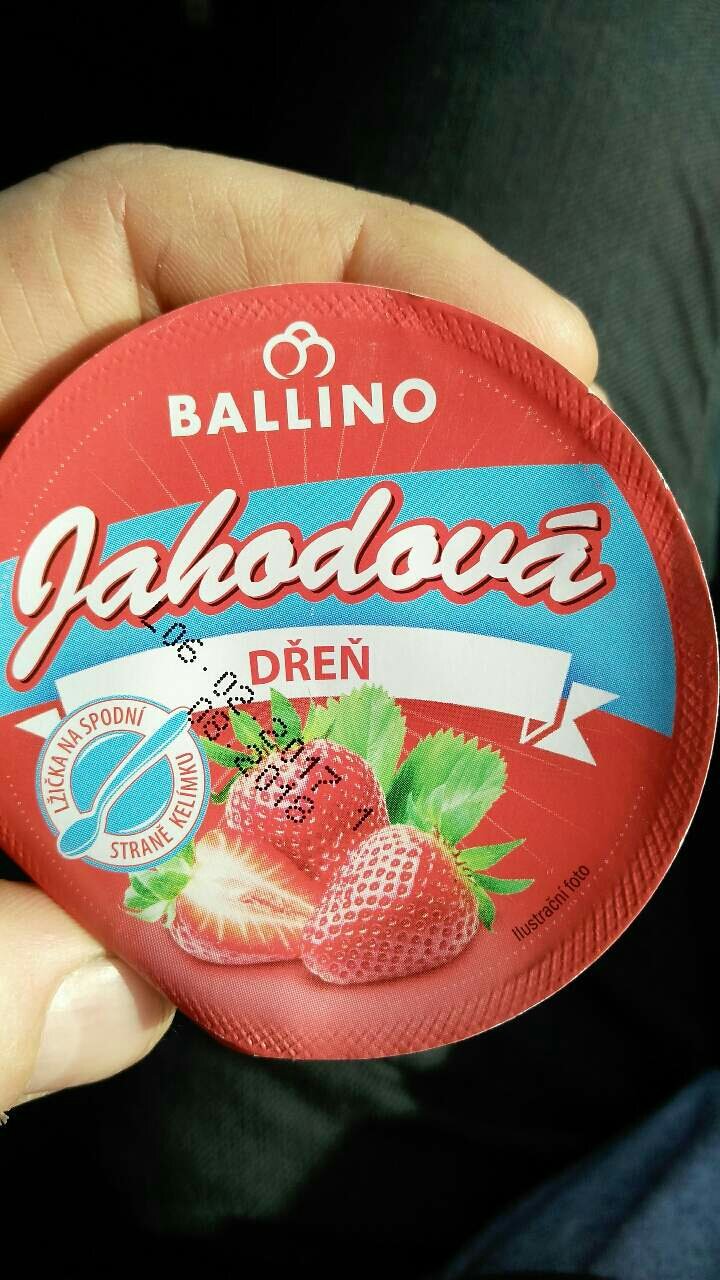 BALLINO
Jahodová
DŘEŇ
LŽIČKA NA SPODNÍ
STRANĚ KELÍMKU
Ilustrační foto